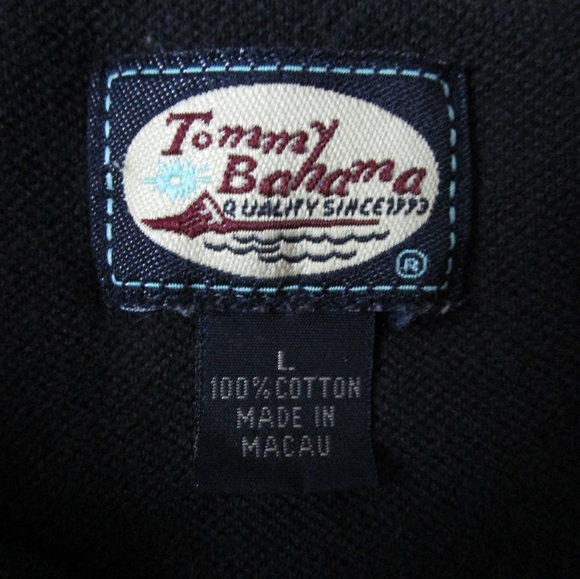 Tommy
Bahama
QUALITY SINCE 1993
®
L
100% COTTON
MADE IN
MACAU